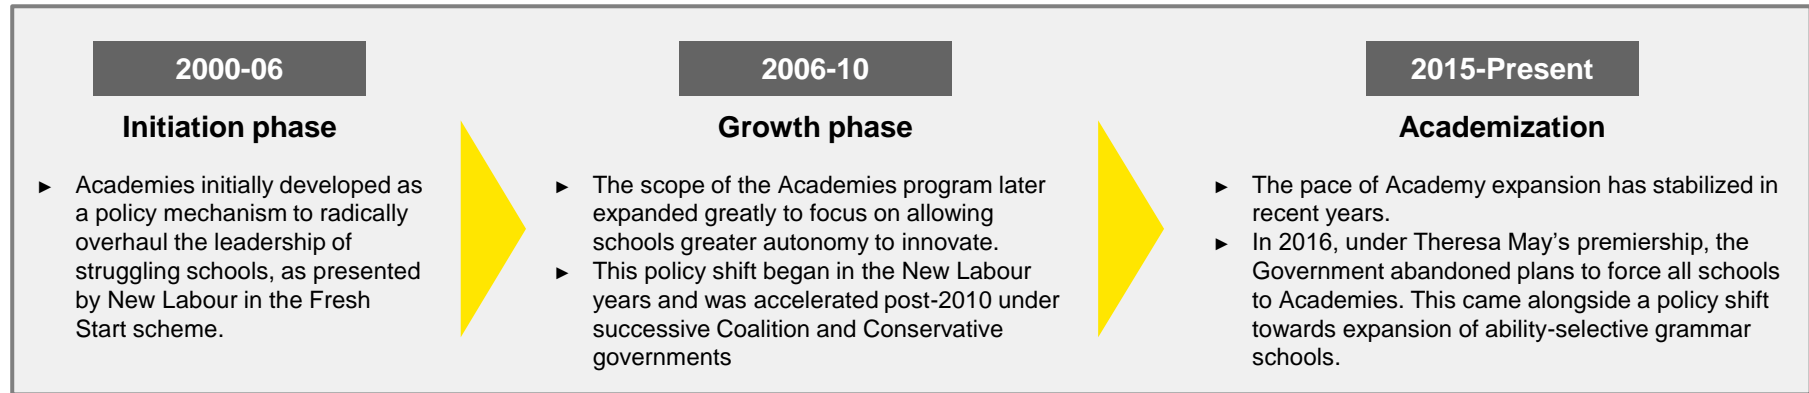 2000-06
Initiation phase
► Academies initially developed as
a policy mechanism to radically
overhaul the leadership of
struggling schools, as presented
by New Labour in the Fresh
Start scheme.
2006-10
Growth phase
► The scope of the Academies program later
expanded greatly to focus on allowing
schools greater autonomy to innovate.
► This policy shift began in the New Labour
years and was accelerated post-2010 under
successive Coalition and Conservative
governments
2015-Present
Academization
► The pace of Academy expansion has stabilized in
recent years.
► In 2016, under Theresa May’s premiership, the
Government abandoned plans to force all schools
to Academies. This came alongside a policy shift
towards expansion of ability-selective grammar
schools.